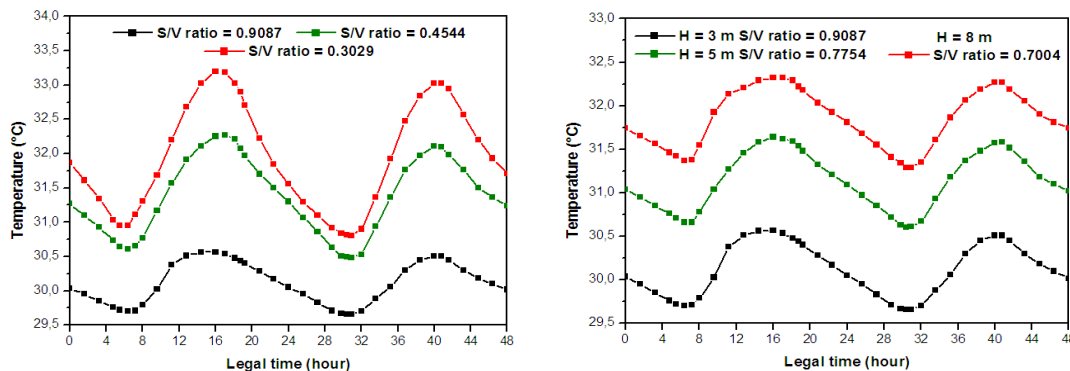 34,0
33,5
33,0
32,5
32,0
31,5
31,0
30,5
30,0
29,5
Temperature (°C)
S/V ratio = 0.9087
S/V ratio = 0.4544
S/V ratio = 0.3029
0 4 8 12 16 20 24 28 32 36 40 44 48
Legal time (hour)
33,0
32,5
32,0
31,5
31,0
30,5
30,0
29,5
Temperature (°C)
H = 3 m S/V ratio = 0.9087
H = 8 m
H = 5 m S/V ratio = 0.7754
S/V ratio = 0.7004
0 4 8 12 16 20 24 28 32 36 40 44 48
Legal time (hour)